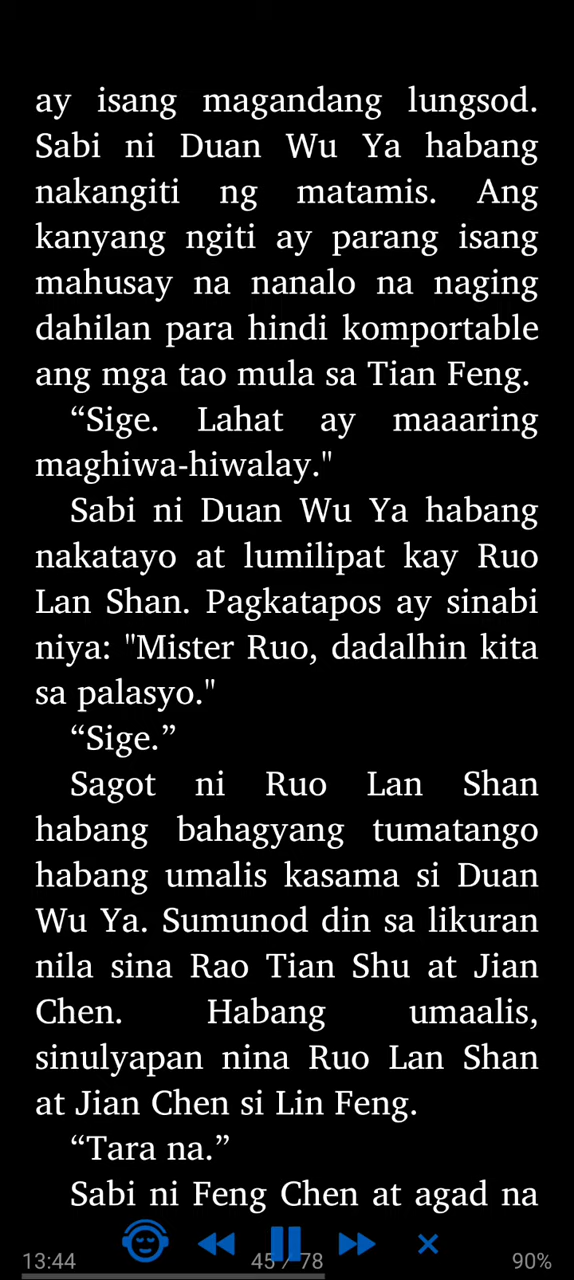 ay isang magandang lungsod.
Sabi ni Duan Wu Ya habang
nakangiti ng matamis. Ang
kanyang ngiti ay parang isang
mahusay na nanalo na naging
dahilan para hindi komportable
ang mga tao mula sa Tian Feng.
“Sige. Lahat ay maaaring
maghiwa-hiwalay."
Sabi ni Duan Wu Ya habang
nakatayo at lumilipat kay Ruo
Lan Shan. Pagkatapos ay sinabi
niya: "Mister Ruo, dadalhin kita
sa palasyo."
“Sige.”
Sagot ni Ruo Lan Shan
habang bahagyang tumatango
habang umalis kasama si Duan
Wu Ya. Sumunod din sa likuran
nila sina Rao Tian Shu at Jian
Chen. Habang umaalis,
sinulyapan nina Ruo Lan Shan
at Jian Chen si Lin Feng.
“Tara na.”
Sabi ni Feng Chen at agad na
13:44 45 / 78 90%